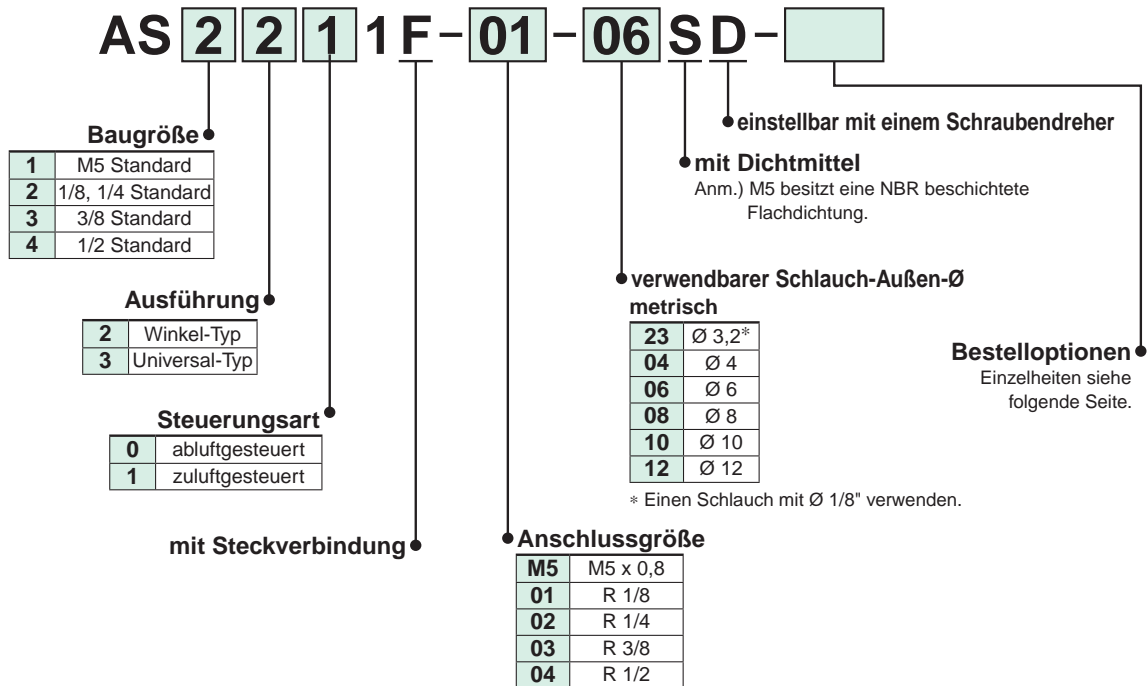 AS 2 2 1 1 F - 01 - 06 S D -
einstellbar mit einem Schraubendreher
mit Dichtmittel
Anm.) M5 besitzt eine NBR beschichtete
Flachdichtung.
Baugröße
1 M5 Standard
2 1/8, 1/4 Standard
3 3/8 Standard
4 1/2 Standard
Ausführung
2 Winkel-Typ
3 Universal-Typ
Steuerungsart
0 abluftgesteuert
1 zuluftgesteuert
mit Steckverbindung
verwendbarer Schlauch-Außen-Ø
metrisch
23 Ø 3,2*
04 Ø 4
06 Ø 6
08 Ø 8
10 Ø 10
12 Ø 12
* Einen Schlauch mit Ø 1/8" verwenden.
Bestelloptionen
Einzelheiten siehe
folgende Seite.
Anschlussgröße
M5 M5 x 0,8
01 R 1/8
02 R 1/4
03 R 3/8
04 R 1/2